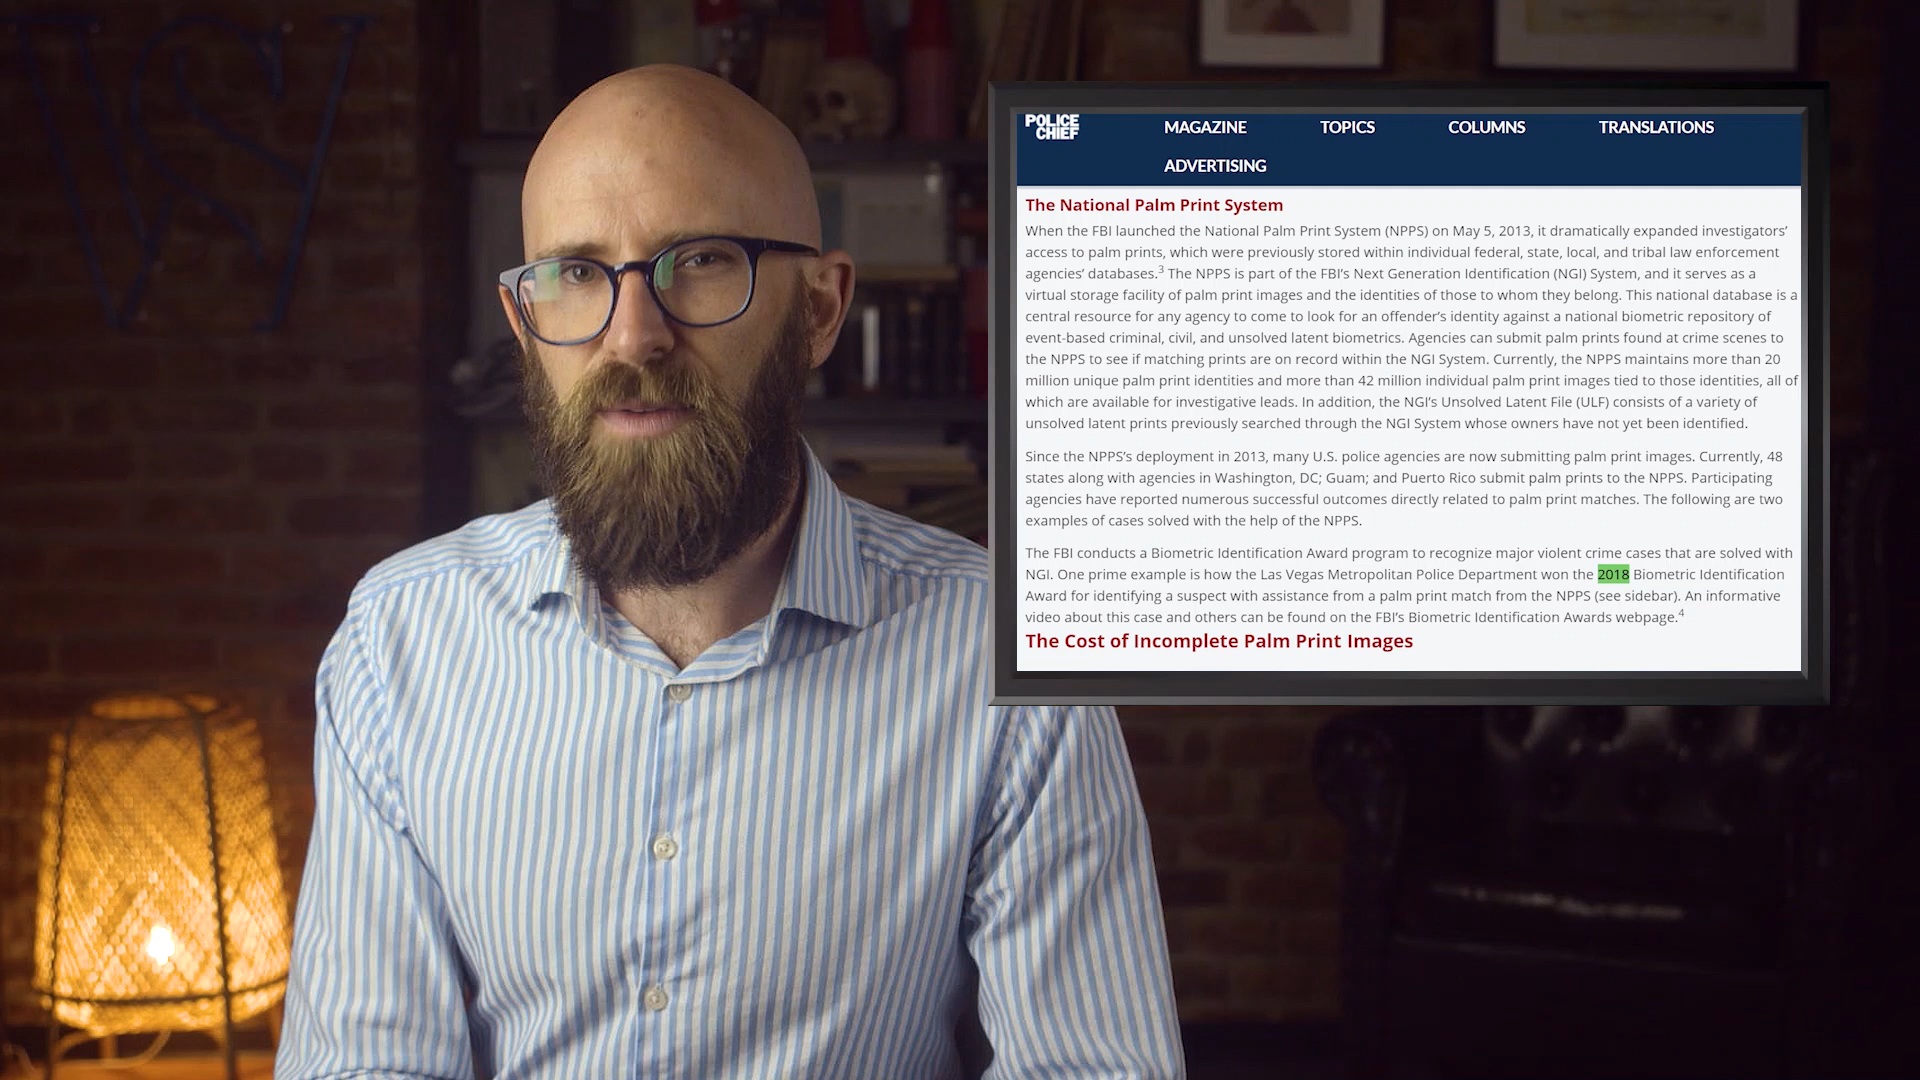 POLICE
CHIEF
MAGAZINE
TOPICS
COLUMNS
TRANSLATIONS
ADVERTISING
The National Palm Print System
When the FBI launched the National Palm Print System (NPPS) on May 5, 2013, it dramatically expanded investigators’
access to palm prints, which were previously stored within individual federal, state, local, and tribal law enforcement
agencies’ databases.3 The NPPS is part of the FBI’s Next Generation Identification (NGI) System, and it serves as a
virtual storage facility of palm print images and the identities of those to whom they belong. This national database is a
central resource for any agency to come to look for an offender’s identity against a national biometric repository of
event-based criminal, civil, and unsolved latent biometrics. Agencies can submit palm prints found at crime scenes to
the NPPS to see if matching prints are on record within the NGI System. Currently, the NPPS maintains more than 20
million unique palm print identities and more than 42 million individual palm print images tied to those identities, all of
which are available for investigative leads. In addition, the NGI’s Unsolved Latent File (ULF) consists of a variety of
unsolved latent prints previously searched through the NGI System whose owners have not yet been identified.
Since the NPPS’s deployment in 2013, many U.S. police agencies are now submitting palm print images. Currently, 48
states along with agencies in Washington, DC; Guam; and Puerto Rico submit palm prints to the NPPS. Participating
agencies have reported numerous successful outcomes directly related to palm print matches. The following are two
examples of cases solved with the help of the NPPS.
The FBI conducts a Biometric Identification Award program to recognize major violent crime cases that are solved with
NGI. One prime example is how the Las Vegas Metropolitan Police Department won the 2018 Biometric Identification
Award for identifying a suspect with assistance from a palm print match from the NPPS (see sidebar). An informative
video about this case and others can be found on the FBI’s Biometric Identification Awards webpage.4
The Cost of Incomplete Palm Print Images